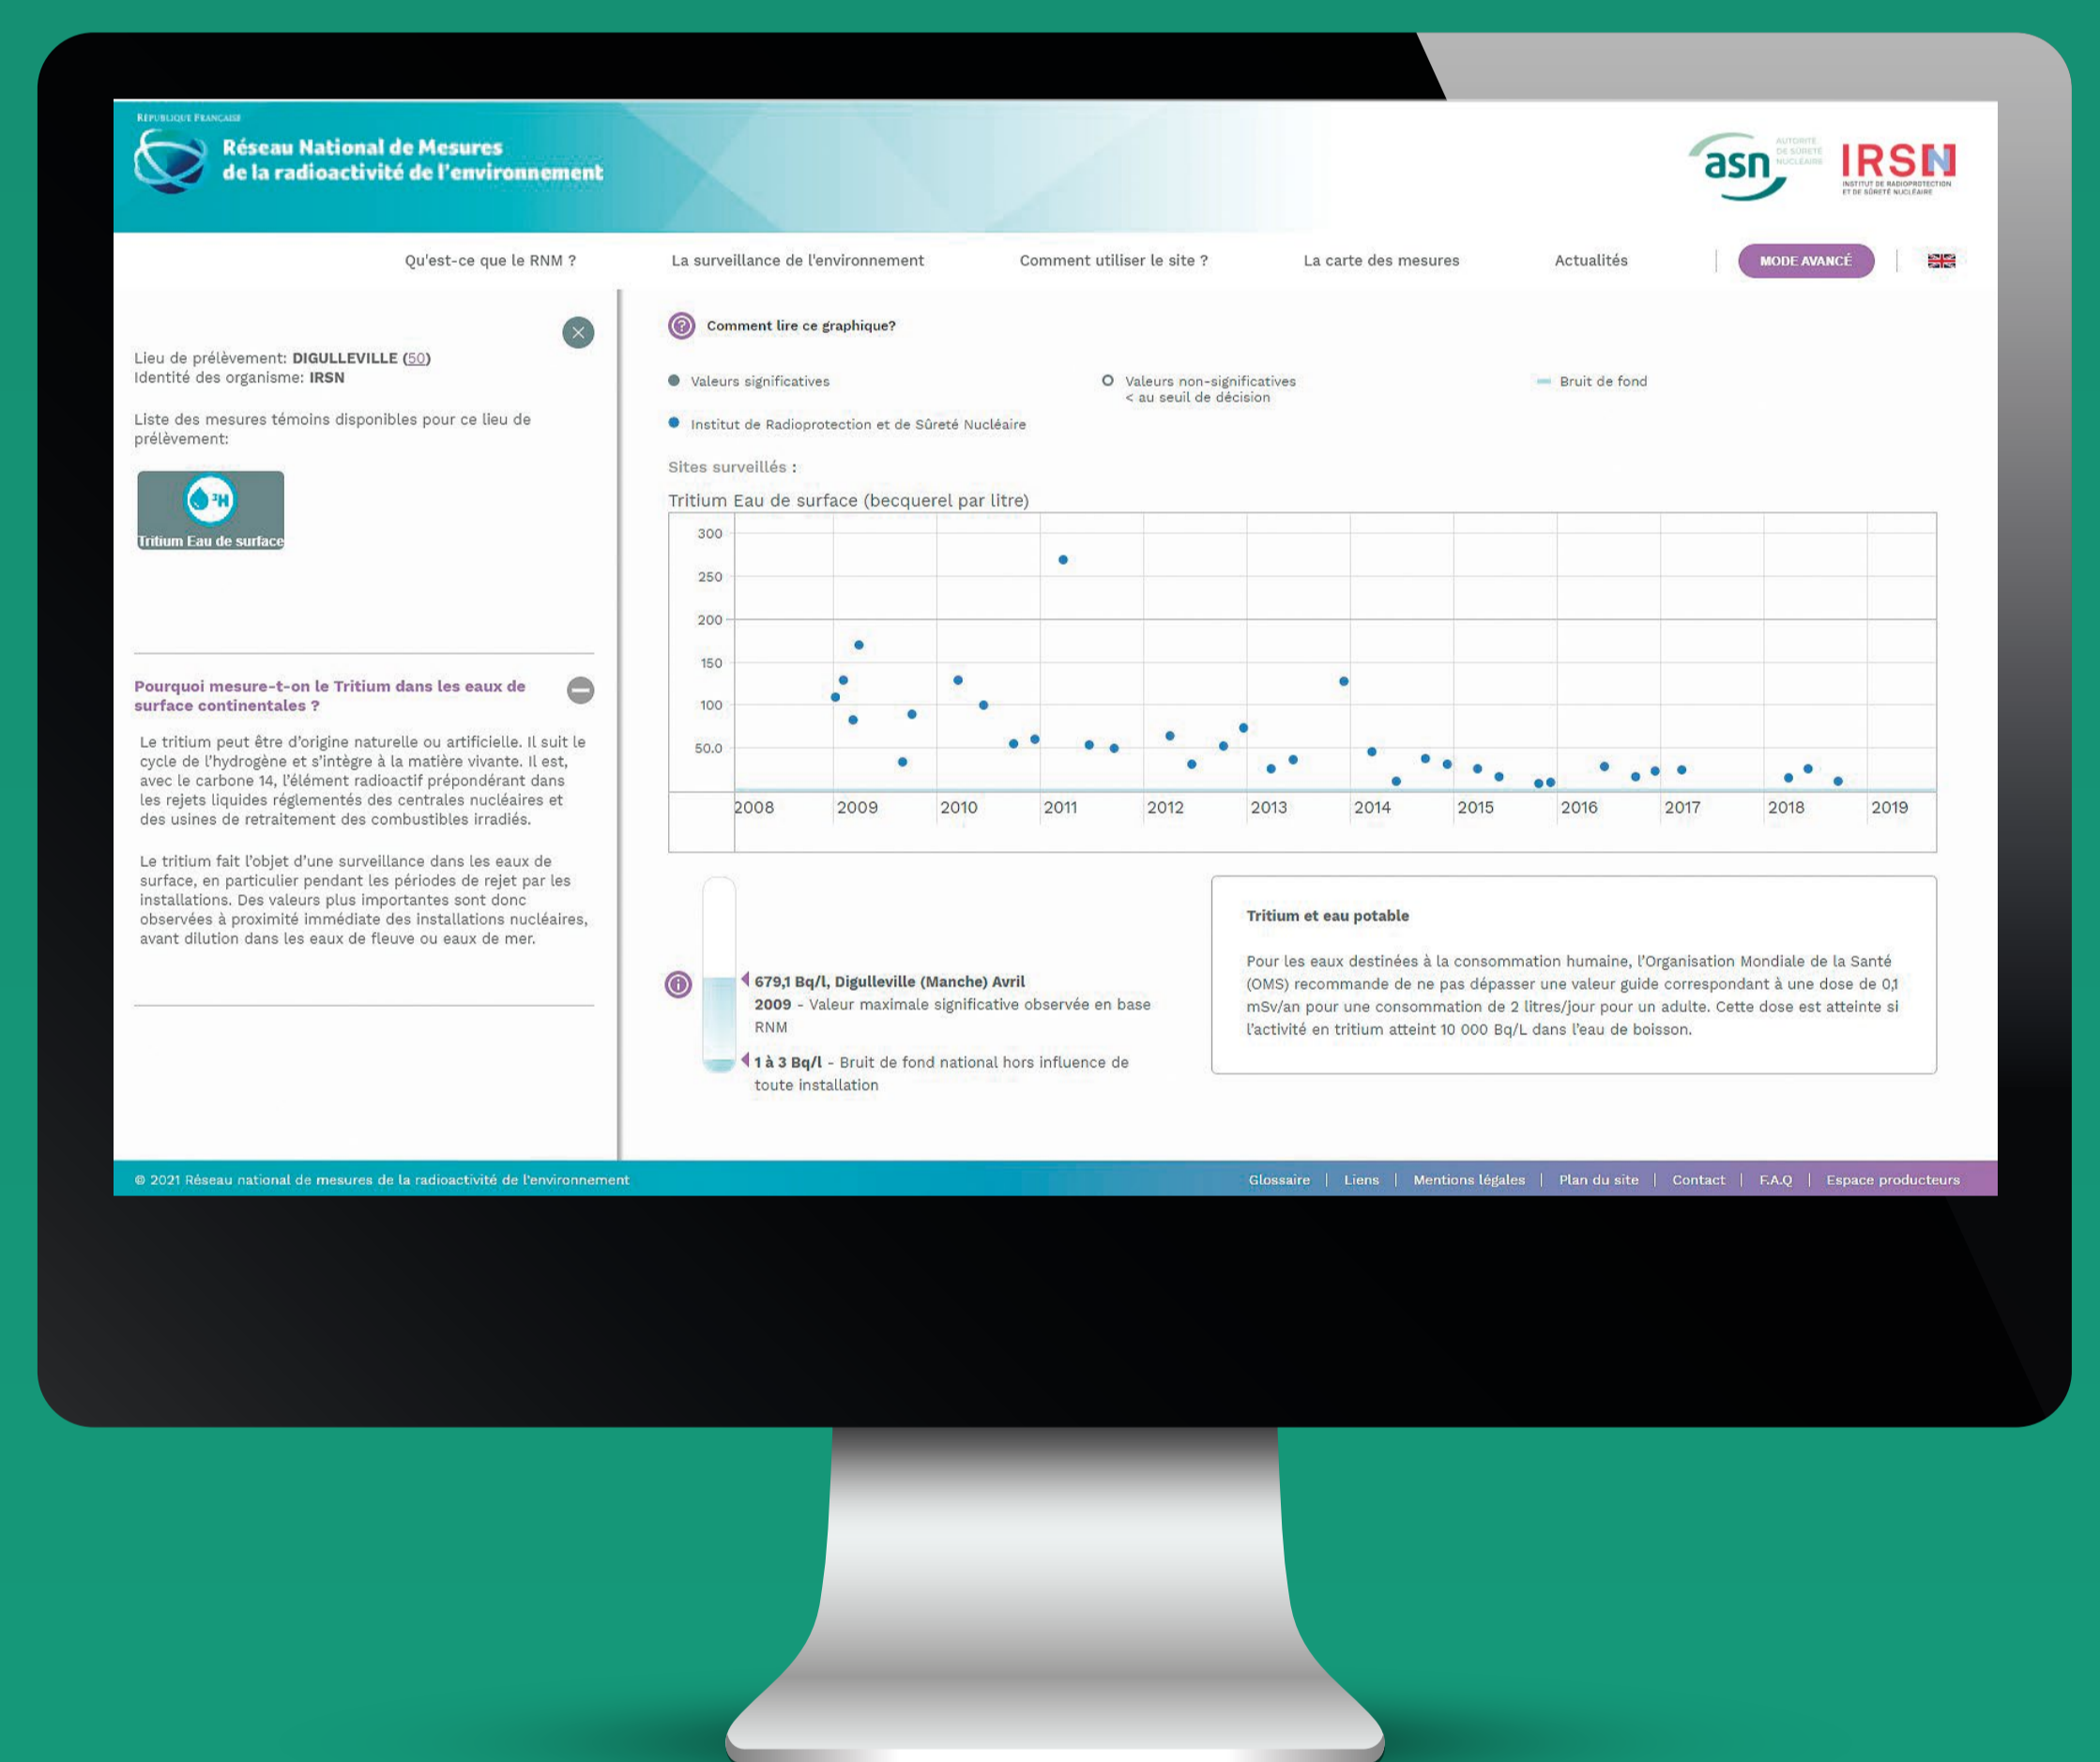 RÉPUBLIQUE FRANÇAISE
Réseau National de Mesures
de la radioactivité de l'environnement
asn
AUTORITÉ
DE SÛRETÉ
NUCLÉAIRE
IRSN
INSTITUT DE RADIOPROTECTION
ET DE SÛRETÉ NUCLÉAIRE
Qu'est-ce que le RNM ?
La surveillance de l'environnement
Comment utiliser le site ?
La carte des mesures
Actualités
MODE AVANCÉ
Lieu de prélèvement: DIGULLEVILLE (50)
Identité des organisme: IRSN
Liste des mesures témoins disponibles pour ce lieu de
prélèvement:
3H
Tritium Eau de surface
Pourquoi mesure-t-on le Tritium dans les eaux de
surface continentales ?
Le tritium peut être d'origine naturelle ou artificielle. Il suit le
cycle de l'hydrogène et s'intègre à la matière vivante. Il est,
avec le carbone 14, l'élément radioactif prépondérant dans
les rejets liquides réglementés des centrales nucléaires et
des usines de retraitement des combustibles irradiés.
Le tritium fait l'objet d'une surveillance dans les eaux de
surface, en particulier pendant les périodes de rejet par les
installations. Des valeurs plus importantes sont donc
observées à proximité immédiate des installations nucléaires,
avant dilution dans les eaux de fleuve ou eaux de mer.
Comment lire ce graphique?
Valeurs significatives
Valeurs non-significatives
< au seuil de décision
Bruit de fond
Institut de Radioprotection et de Sûreté Nucléaire
Sites surveillés :
Tritium Eau de surface (becquerel par litre)
300
250
200
150
100
50.0
2008 2009 2010 2011 2012 2013 2014 2015 2016 2017 2018 2019
679,1 Bq/l, Digulleville (Manche) Avril
2009 - Valeur maximale significative observée en base
RNM
1 à 3 Bq/l - Bruit de fond national hors influence de
toute installation
Tritium et eau potable
Pour les eaux destinées à la consommation humaine, l'Organisation Mondiale de la Santé
(OMS) recommande de ne pas dépasser une valeur guide correspondant à une dose de 0,1
mSv/an pour une consommation de 2 litres/jour pour un adulte. Cette dose est atteinte si
l'activité en tritium atteint 10 000 Bq/L dans l'eau de boisson.
© 2021 Réseau national de mesures de la radioactivité de l'environnement
Glossaire | Liens | Mentions légales | Plan du site | Contact | F.A.Q | Espace producteurs